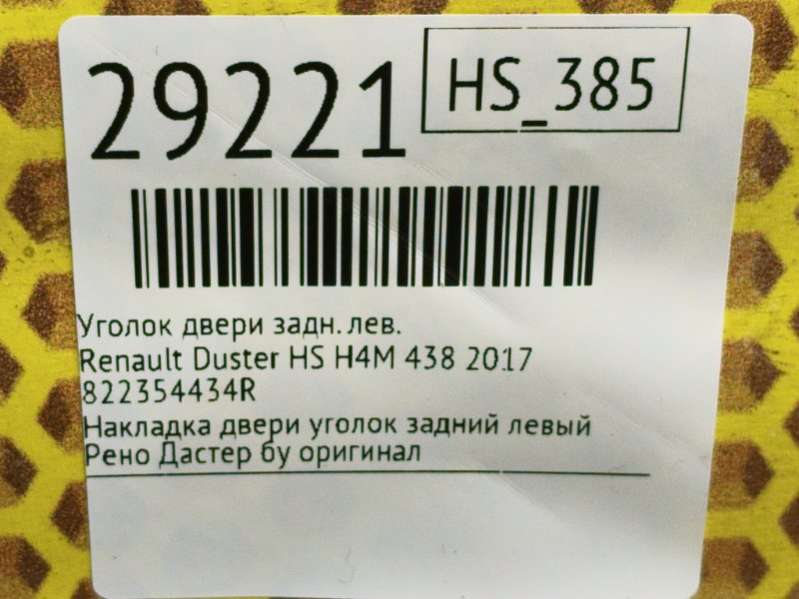 29221
HS_385
Уголок двери задн. лев.
Renault Duster HS H4M 438 2017
822354434R
Накладка двери уголок задний левый
Рено Дастер бу оригинал